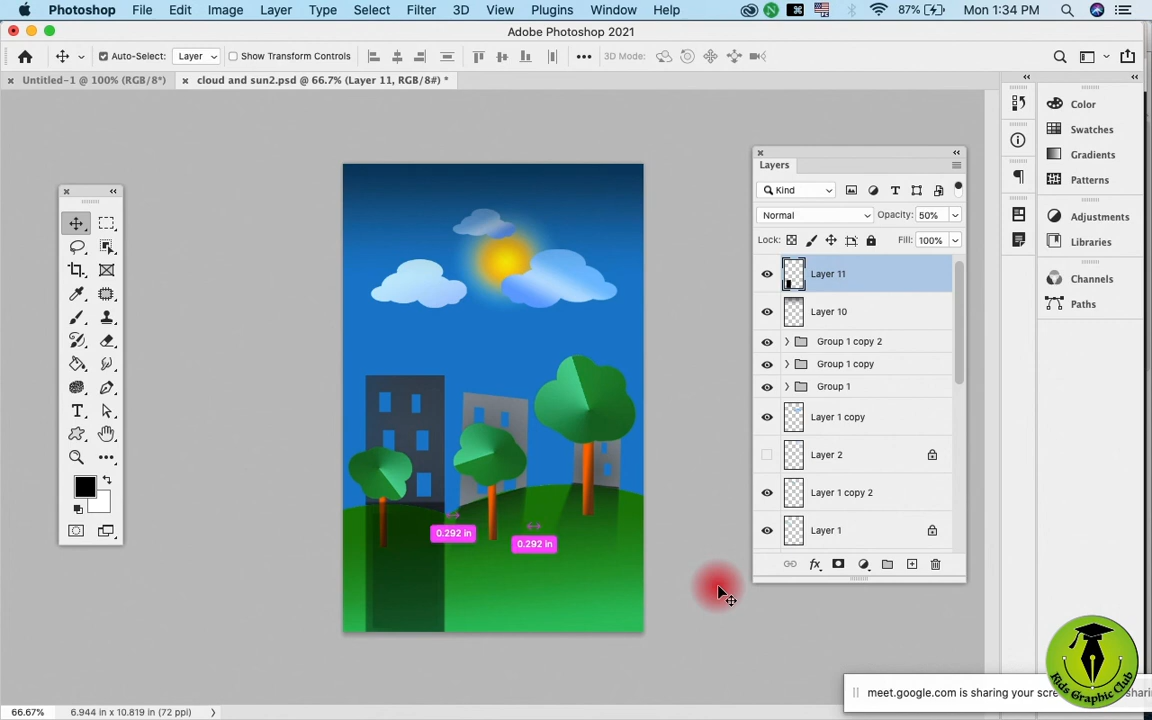 Photoshop File Edit Image Layer Type Select Filter 3D View Plugins Window Help 87% Mon 1:34 PM
Adobe Photoshop 2021
Auto-Select: Layer Show Transform Controls 3D Mode:
Untitled-1 @ 100% (RGB/8*) cloud and sun2.psd @ 66.7% (Layer 11, RGB/8#) *
Layers
Kind
Normal Opacity: 50%
Lock: Fill: 100%
Layer 11
Layer 10
Group 1 copy 2
Group 1 copy
Group 1
Layer 1 copy
Layer 2
Layer 1 copy 2
Layer 1
fx
Color
Swatches
Gradients
Patterns
Adjustments
Libraries
Channels
Paths
0.292 in
0.292 in
Kids Graphic Club
meet.google.com is sharing your scre
66.67% 6.944 in x 10.819 in (72 ppi)